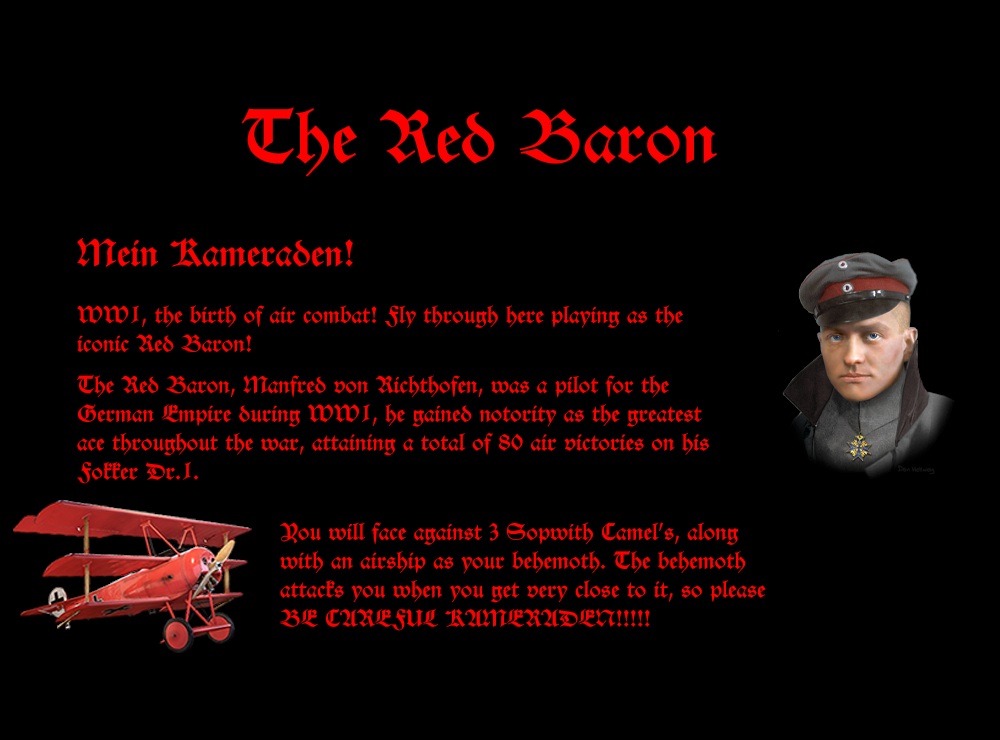 The Red Baron
Mein Kameraden!
WW1, the birth of air combat! Fly through here playing as the
iconic Red Baron!
The Red Baron, Manfred von Richthofen, was a pilot for the
German Empire during WW1, he gained notority as the greatest
ace throughout the war, attaining a total of 80 air victories on his
Fokker Dr.1.
You will face against 3 Sopwith Camel's, along
with an airship as your behemoth. The behemoth
attacks you when you get very close to it, so please
BE CAREFUL KAMERADEN!!!!!